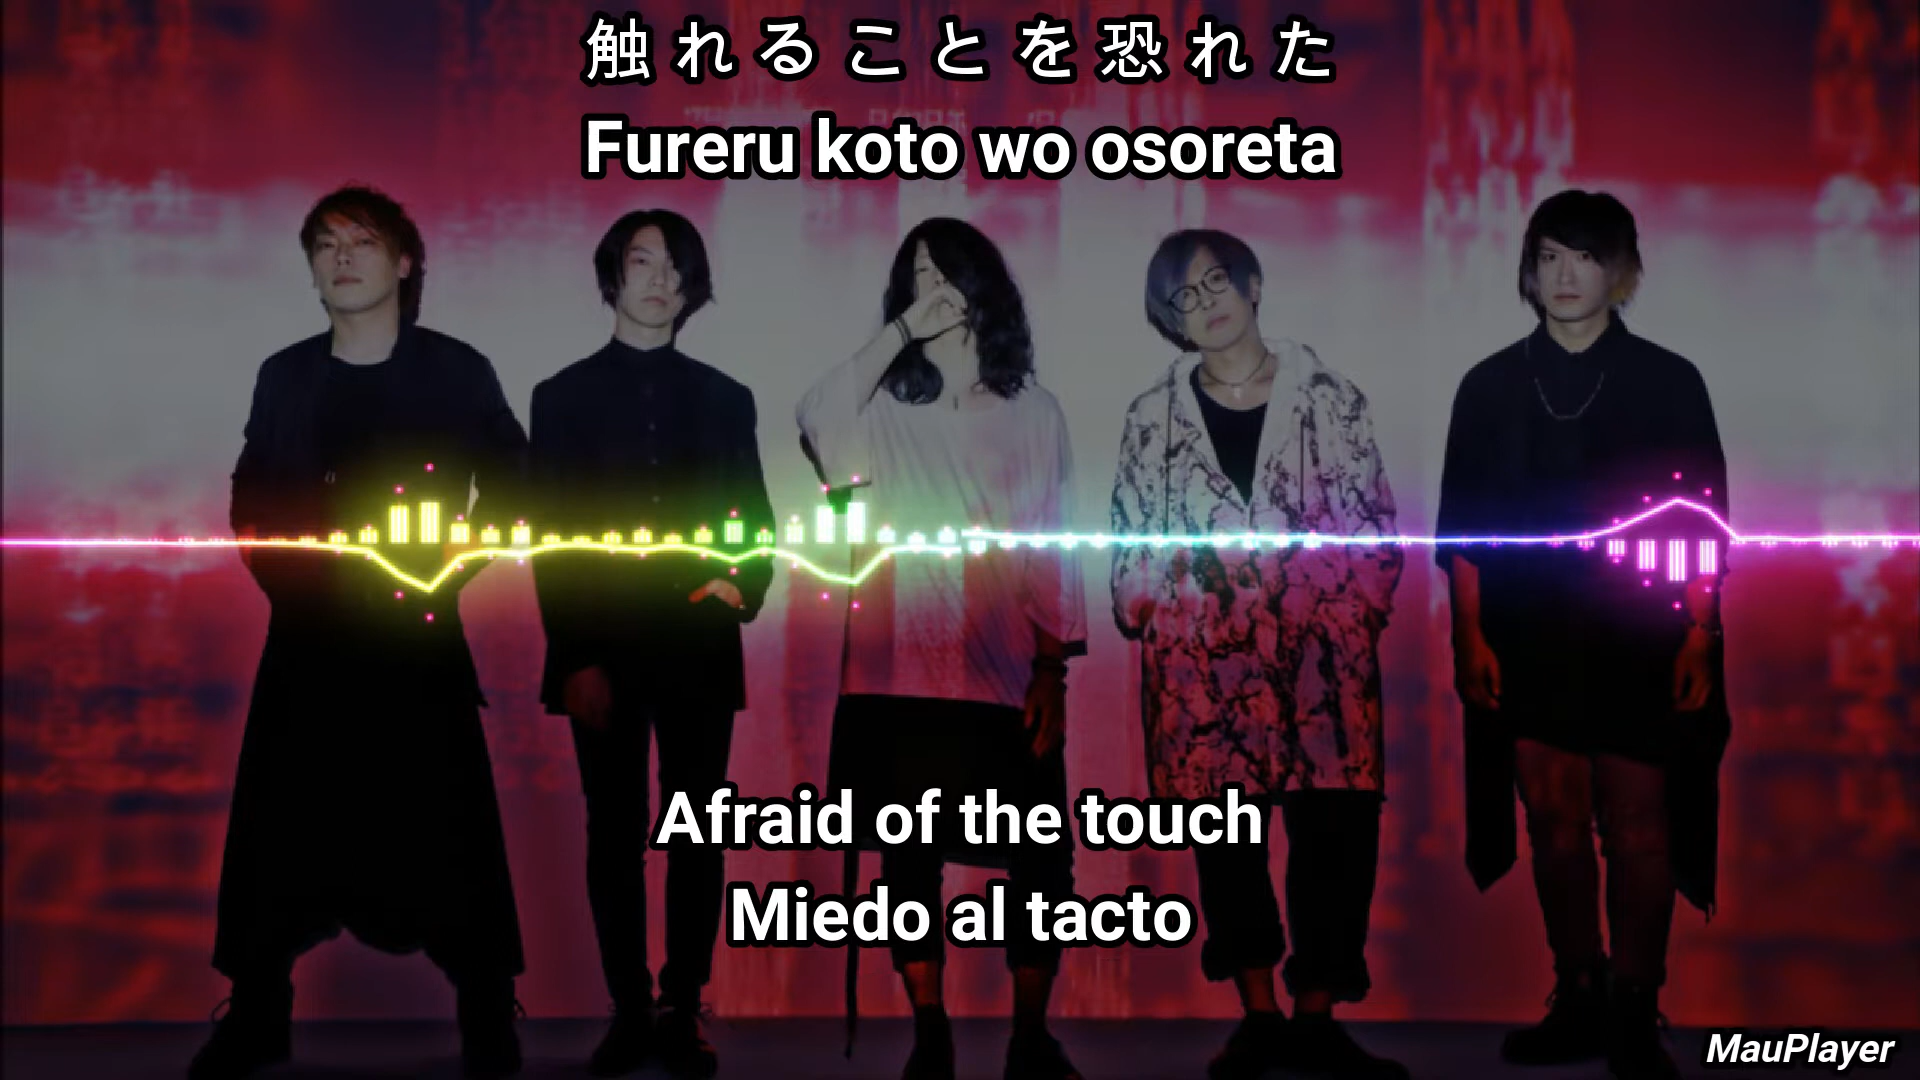 触れることを恐れた
Fureru koto wo osoreta
Afraid of the touch
Miedo al tacto
MauPlayer